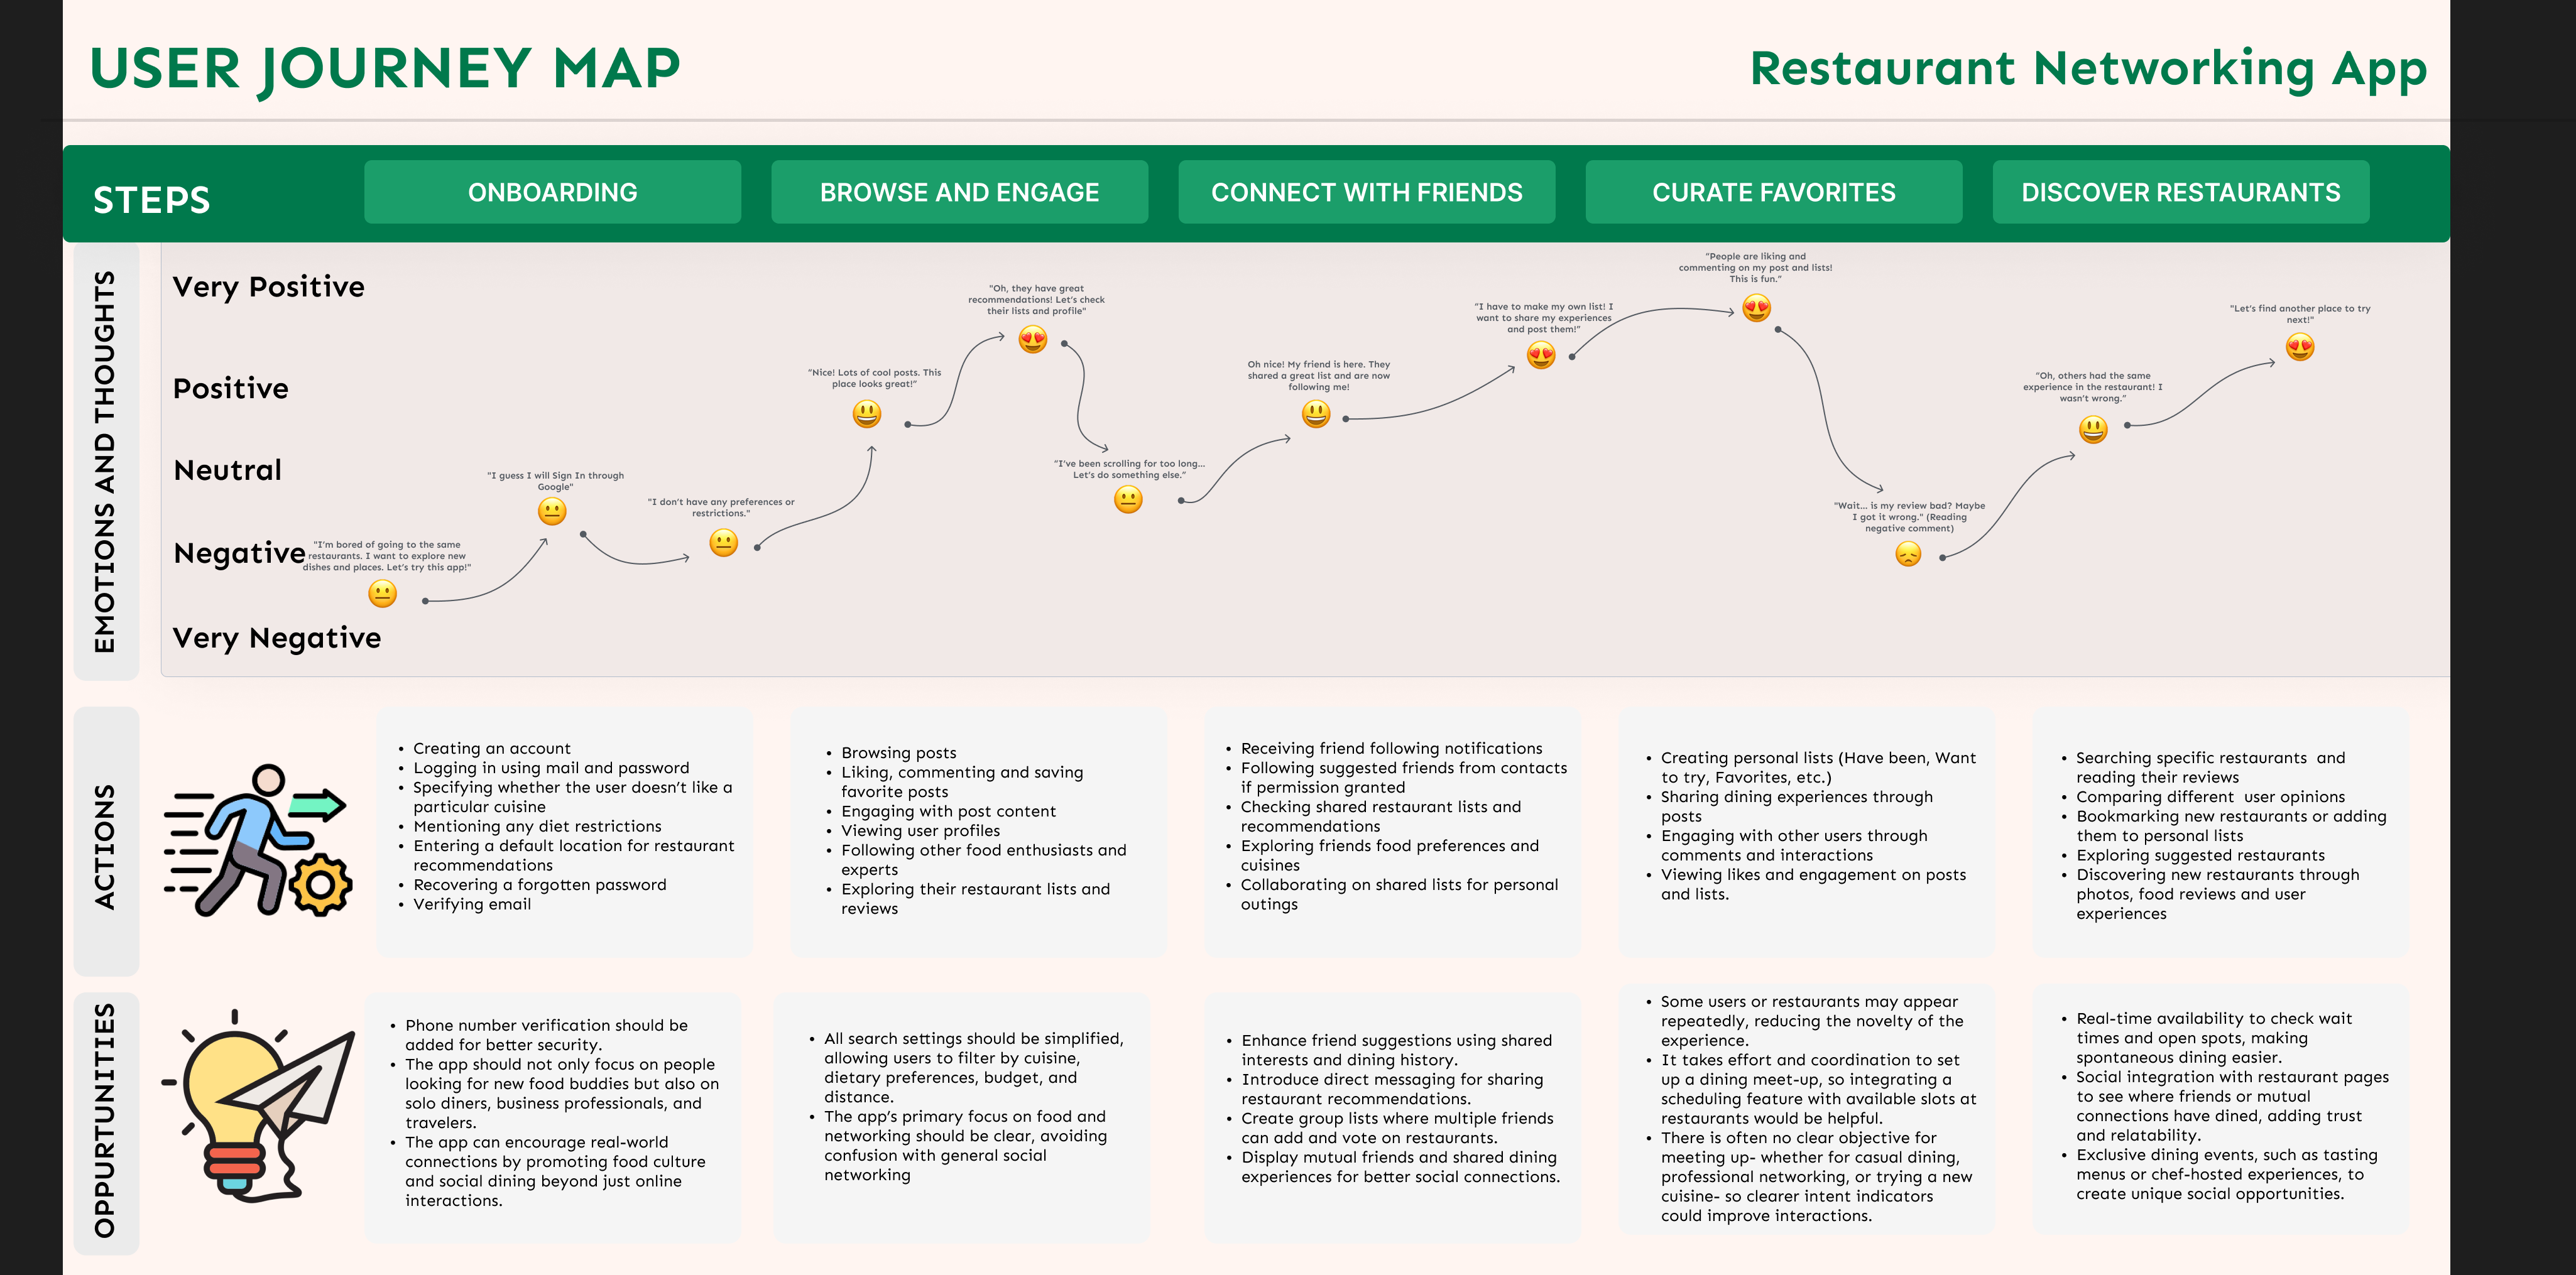 USER JOURNEY MAP
Restaurant Networking App
STEPS
ONBOARDING
BROWSE AND ENGAGE
CONNECT WITH FRIENDS
CURATE FAVORITES
DISCOVER RESTAURANTS
EMOTIONS AND THOUGHTS
Very Positive
Positive
Neutral
Negative
Very Negative
"I'm bored of going to the same
restaurants. I want to explore new
dishes and places. Let's try this app!"
"I guess I will Sign In through
Google"
"I don't have any preferences or
restrictions."
"Nice! Lots of cool posts. This
place looks great!"
"Oh, they have great
recommendations! Let's check
their lists and profile"
"I've been scrolling for too long...
Let's do something else."
Oh nice! My friend is here. They
shared a great list and are now
following me!
"I have to make my own list! I
want to share my experiences
and post them!"
"People are liking and
commenting on my post and lists!
This is fun."
"Wait... is my review bad? Maybe
I got it wrong." (Reading
negative comment)
"Oh, others had the same
experience in the restaurant! I
wasn't wrong."
"Let's find another place to try
next!"
ACTIONS
• Creating an account
• Logging in using mail and password
• Specifying whether the user doesn't like a
particular cuisine
• Mentioning any diet restrictions
• Entering a default location for restaurant
recommendations
• Recovering a forgotten password
• Verifying email
• Browsing posts
• Liking, commenting and saving
favorite posts
• Engaging with post content
• Viewing user profiles
• Following other food enthusiasts and
experts
• Exploring their restaurant lists and
reviews
• Receiving friend following notifications
• Following suggested friends from contacts
if permission granted
• Checking shared restaurant lists and
recommendations
• Exploring friends food preferences and
cuisines
• Collaborating on shared lists for personal
outings
• Creating personal lists (Have been, Want
to try, Favorites, etc.)
• Sharing dining experiences through
posts
• Engaging with other users through
comments and interactions
• Viewing likes and engagement on posts
and lists.
• Searching specific restaurants  and
reading their reviews
• Comparing different  user opinions
• Bookmarking new restaurants or adding
them to personal lists
• Exploring suggested restaurants
• Discovering new restaurants through
photos, food reviews and user
experiences
OPPURTUNITIES
• Phone number verification should be
added for better security.
• The app should not only focus on people
looking for new food buddies but also on
solo diners, business professionals, and
travelers.
• The app can encourage real-world
connections by promoting food culture
and social dining beyond just online
interactions.
• All search settings should be simplified,
allowing users to filter by cuisine,
dietary preferences, budget, and
distance.
• The app's primary focus on food and
networking should be clear, avoiding
confusion with general social
networking
• Enhance friend suggestions using shared
interests and dining history.
• Introduce direct messaging for sharing
restaurant recommendations.
• Create group lists where multiple friends
can add and vote on restaurants.
• Display mutual friends and shared dining
experiences for better social connections.
• Some users or restaurants may appear
repeatedly, reducing the novelty of the
experience.
• It takes effort and coordination to set
up a dining meet-up, so integrating a
scheduling feature with available slots at
restaurants would be helpful.
• There is often no clear objective for
meeting up- whether for casual dining,
professional networking, or trying a new
cuisine- so clearer intent indicators
could improve interactions.
• Real-time availability to check wait
times and open spots, making
spontaneous dining easier.
• Social integration with restaurant pages
to see where friends or mutual
connections have dined, adding trust
and relatability.
• Exclusive dining events, such as tasting
menus or chef-hosted experiences, to
create unique social opportunities.